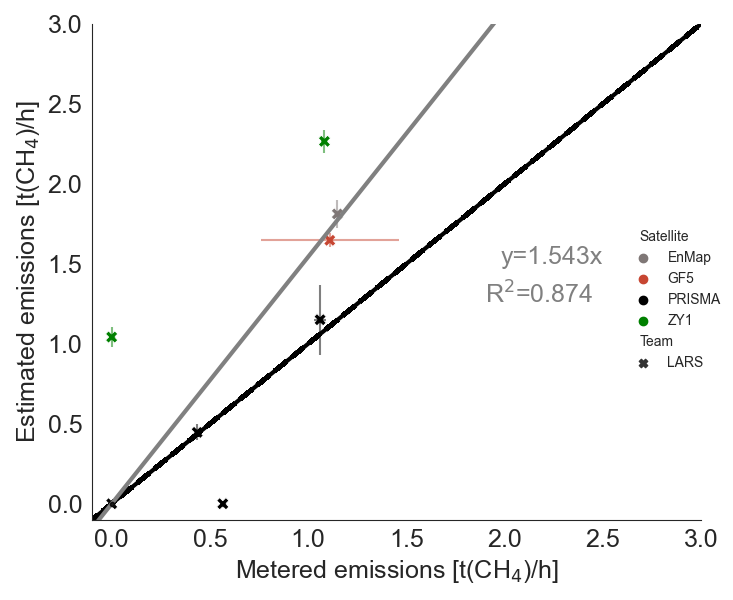 3.0
2.5
2.0
1.5
1.0
0.5
0.0
Estimated emissions [t(CH₄)/h]
y=1.543x
R²=0.874
Satellite
EnMap
GF5
PRISMA
ZY1
Team
LARS
0.0 0.5 1.0 1.5 2.0 2.5 3.0
Metered emissions [t(CH₄)/h]